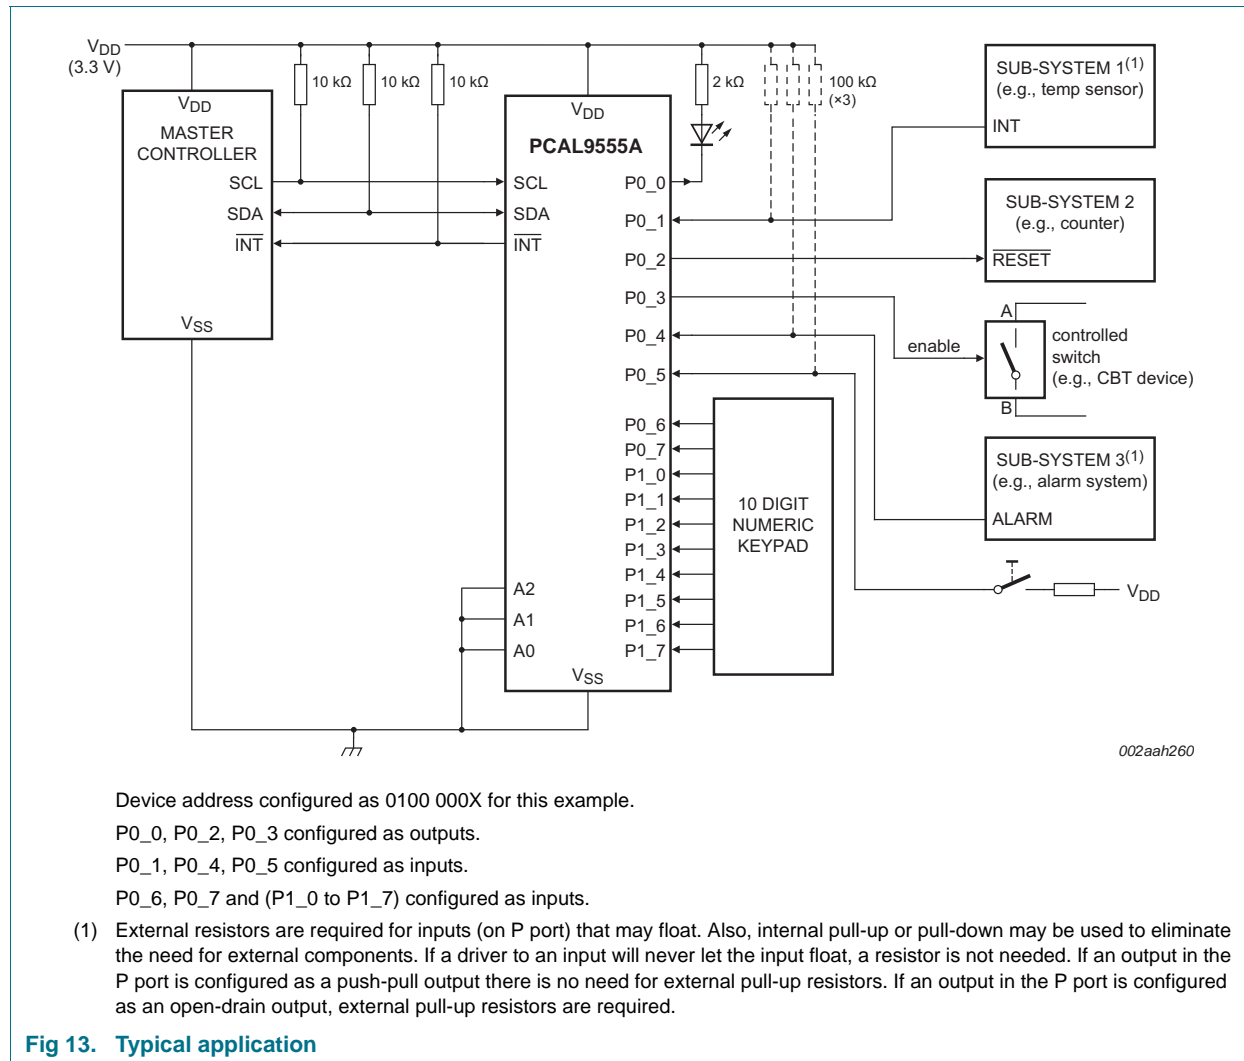 VDD
(3.3 V)
10 kΩ
10 kΩ
10 kΩ
2 kΩ
100 kΩ
(×3)
VDD
MASTER
CONTROLLER
SCL
SDA
INT
VSS
VDD
PCAL9555A
SCL
SDA
INT
A2
A1
A0
VSS
P0_0
P0_1
P0_2
P0_3
P0_4
P0_5
P0_6
P0_7
P1_0
P1_1
P1_2
P1_3
P1_4
P1_5
P1_6
P1_7
10 DIGIT
NUMERIC
KEYPAD
SUB-SYSTEM 1(1)
(e.g., temp sensor)
INT
SUB-SYSTEM 2
(e.g., counter)
RESET
enable
A
B
controlled
switch
(e.g., CBT device)
SUB-SYSTEM 3(1)
(e.g., alarm system)
ALARM
VDD
002aah260
Device address configured as 0100 000X for this example.
P0_0, P0_2, P0_3 configured as outputs.
P0_1, P0_4, P0_5 configured as inputs.
P0_6, P0_7 and (P1_0 to P1_7) configured as inputs.
(1) External resistors are required for inputs (on P port) that may float. Also, internal pull-up or pull-down may be used to eliminate
the need for external components. If a driver to an input will never let the input float, a resistor is not needed. If an output in the
P port is configured as a push-pull output there is no need for external pull-up resistors. If an output in the P port is configured
as an open-drain output, external pull-up resistors are required.
Fig 13. Typical application